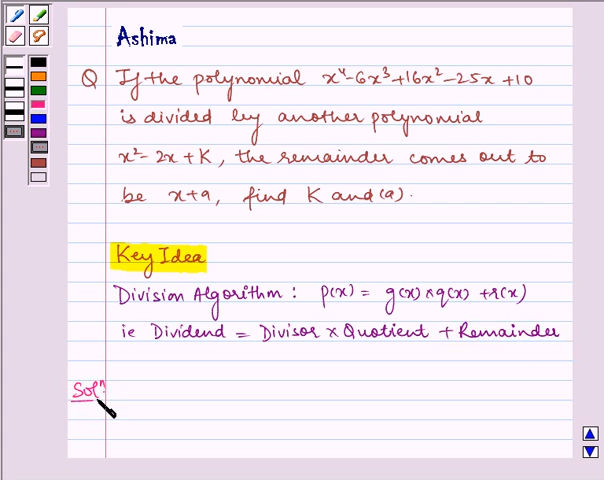 Ashima
Q If the polynomial x⁴-6x³+16x²-25x+10
is divided by another polynomial
x²-2x+K, the remainder comes out to
be x+a, find K and (a).
Key Idea
Division Algorithm: p(x) = g(x)×q(x)+r(x)
ie Dividend = Divisor × Quotient + Remainder
Solⁿ: